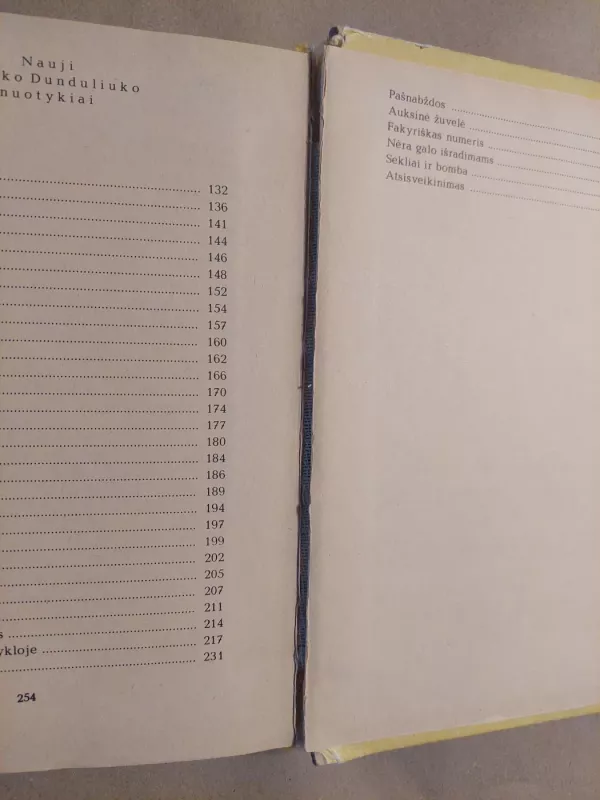 Nauji
ko Dunduliuko
nuotykiai
132
136
141
144
146
148
152
154
157
160
162
166
170
174
177
180
184
186
189
194
197
199
202
205
207
211
s 214
ykloje 217
231
254
Pašnabždos
Auksinė žuvelė
Fakyriškas numeris
Nėra galo išradimams
Sekliai ir bomba
Atsisveikinimas